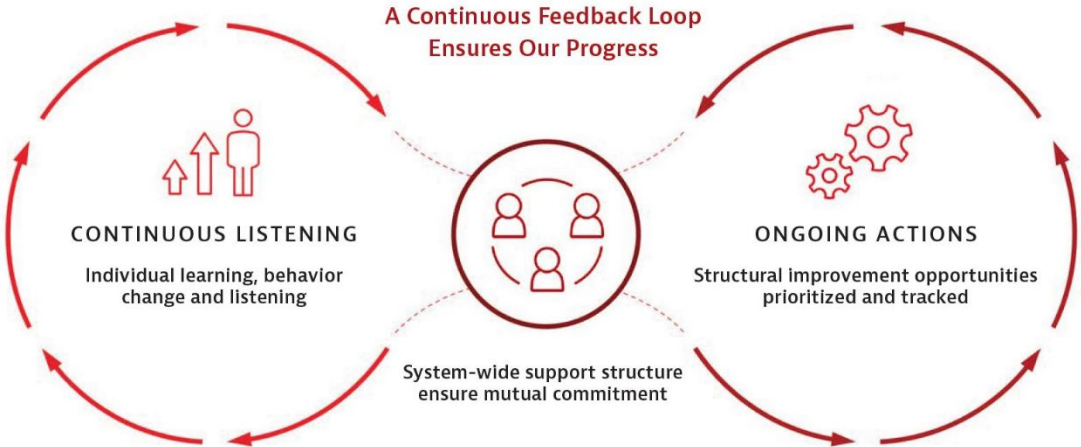 A Continuous Feedback Loop
Ensures Our Progress
CONTINUOUS LISTENING
Individual learning, behavior
change and listening
ONGOING ACTIONS
Structural improvement opportunities
prioritized and tracked
System-wide support structure
ensure mutual commitment